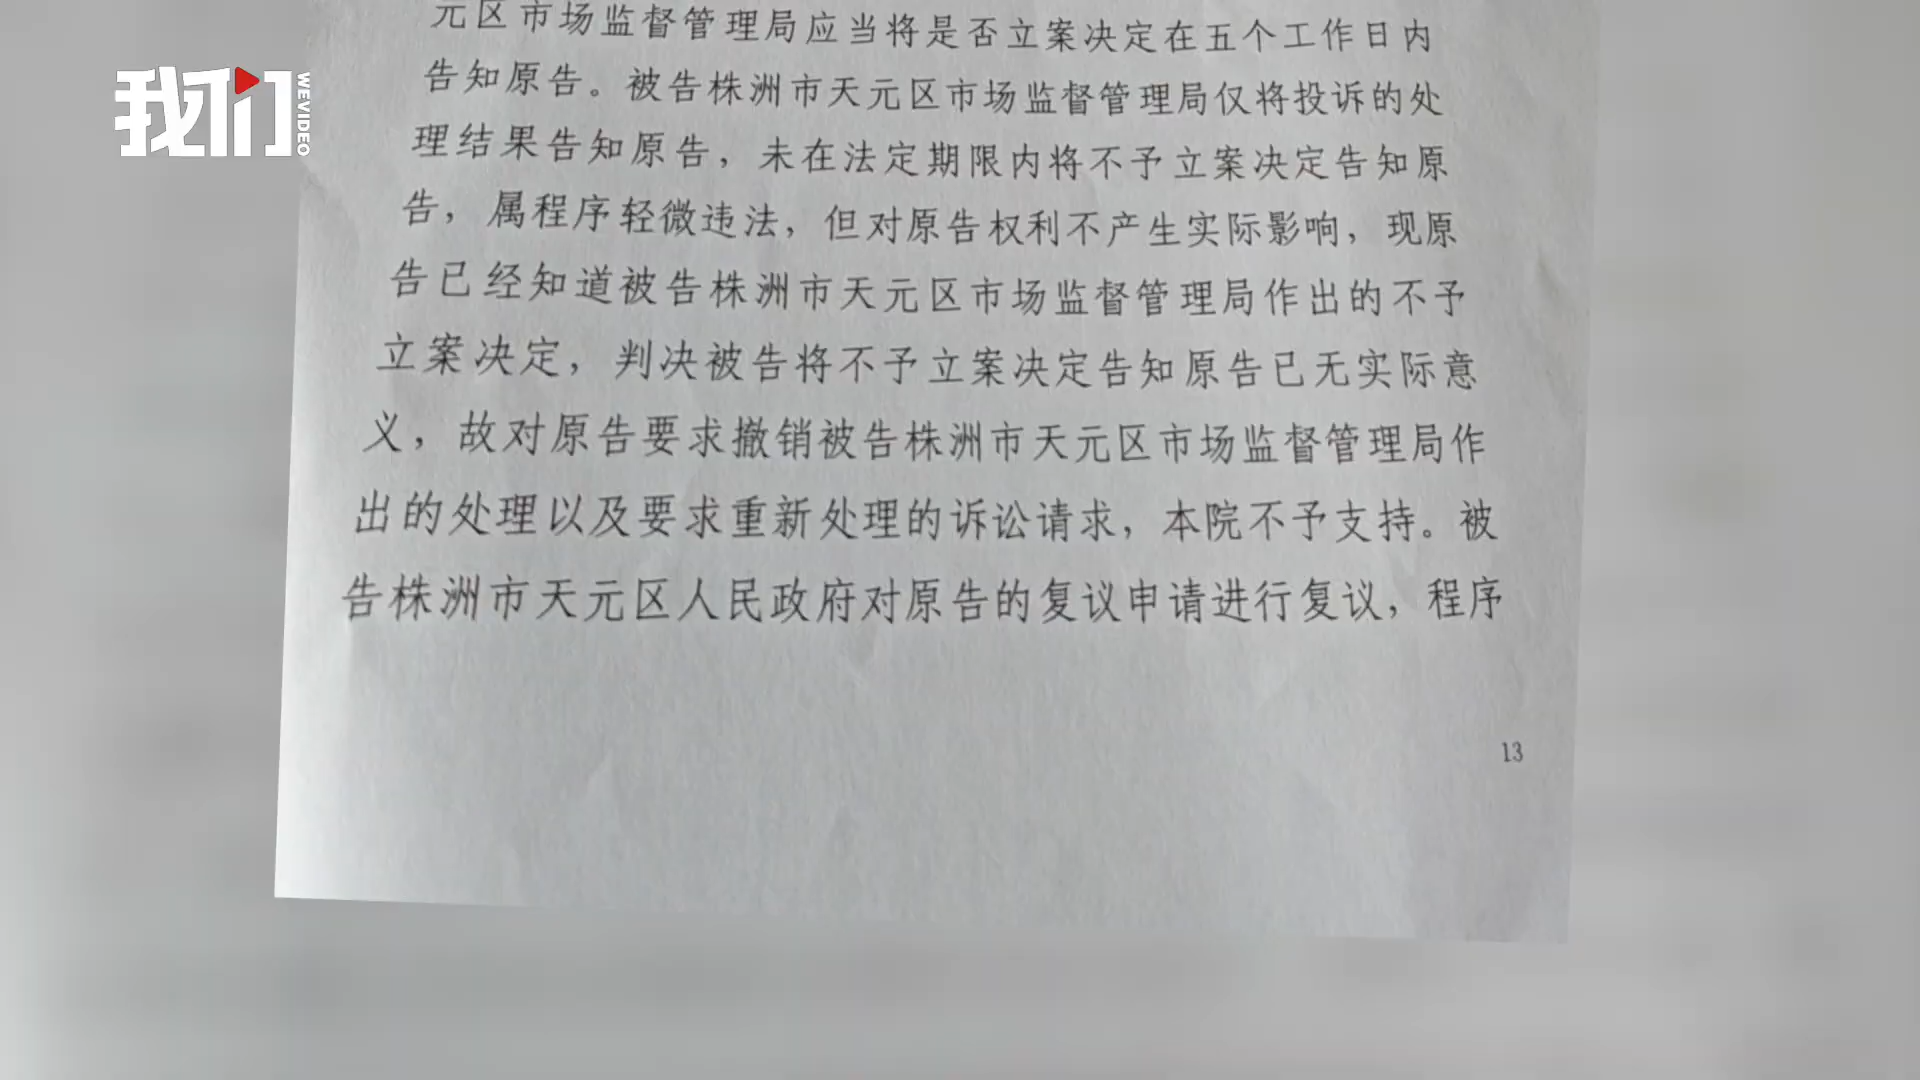 我们
WEVIDEO
元区市场监督管理局应当将是否立案决定在五个工作日内
告知原告。被告株洲市天元区市场监督管理局仅将投诉的处
理结果告知原告，未在法定期限内将不予立案决定告知原
告，属程序轻微违法，但对原告权利不产生实际影响，现原
告已经知道被告株洲市天元区市场监督管理局作出的不予
立案决定，判决被告将不予立案决定告知原告已无实际意
义，故对原告要求撤销被告株洲市天元区市场监督管理局作
出的处理以及要求重新处理的诉讼请求，本院不予支持。被
告株洲市天元区人民政府对原告的复议申请进行复议，程序
13